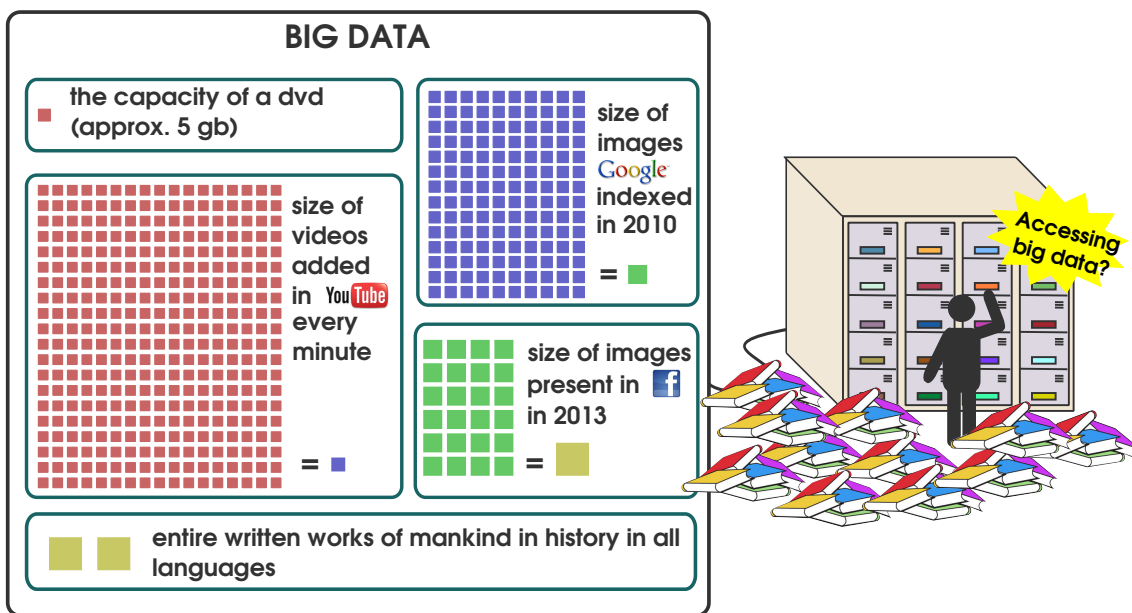 BIG DATA
the capacity of a dvd
(approx. 5 gb)
size of
videos
added
in YouTube
every
minute
=
size of
images
Google
indexed
in 2010
=
size of images
present in f
in 2013
=
entire written works of mankind in history in all
languages
Accessing
big data?